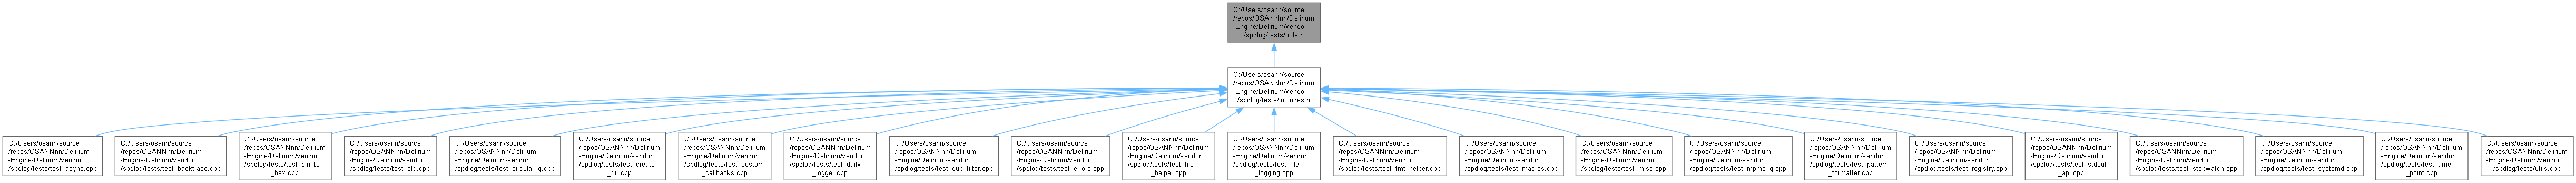 C:/Users/osann/source
/repos/OSANNnn/Delirium
-Engine/Delirium/vendor
/spdlog/tests/utils.h
C:/Users/osann/source
/repos/OSANNnn/Delirium
-Engine/Delirium/vendor
/spdlog/tests/includes.h
C:/Users/osann/source
/repos/OSANNnn/Delirium
-Engine/Delirium/vendor
/spdlog/tests/test_async.cpp
C:/Users/osann/source
/repos/OSANNnn/Delirium
-Engine/Delirium/vendor
/spdlog/tests/test_backtrace.cpp
C:/Users/osann/source
/repos/OSANNnn/Delirium
-Engine/Delirium/vendor
/spdlog/tests/test_bin_to
_hex.cpp
C:/Users/osann/source
/repos/OSANNnn/Delirium
-Engine/Delirium/vendor
/spdlog/tests/test_cfg.cpp
C:/Users/osann/source
/repos/OSANNnn/Delirium
-Engine/Delirium/vendor
/spdlog/tests/test_circular_q.cpp
C:/Users/osann/source
/repos/OSANNnn/Delirium
-Engine/Delirium/vendor
/spdlog/tests/test_create
_dir.cpp
C:/Users/osann/source
/repos/OSANNnn/Delirium
-Engine/Delirium/vendor
/spdlog/tests/test_custom
_callbacks.cpp
C:/Users/osann/source
/repos/OSANNnn/Delirium
-Engine/Delirium/vendor
/spdlog/tests/test_daily
_logger.cpp
C:/Users/osann/source
/repos/OSANNnn/Delirium
-Engine/Delirium/vendor
/spdlog/tests/test_dup_filter.cpp
C:/Users/osann/source
/repos/OSANNnn/Delirium
-Engine/Delirium/vendor
/spdlog/tests/test_errors.cpp
C:/Users/osann/source
/repos/OSANNnn/Delirium
-Engine/Delirium/vendor
/spdlog/tests/test_file
_helper.cpp
C:/Users/osann/source
/repos/OSANNnn/Delirium
-Engine/Delirium/vendor
/spdlog/tests/test_file
_logging.cpp
C:/Users/osann/source
/repos/OSANNnn/Delirium
-Engine/Delirium/vendor
/spdlog/tests/test_fmt_helper.cpp
C:/Users/osann/source
/repos/OSANNnn/Delirium
-Engine/Delirium/vendor
/spdlog/tests/test_macros.cpp
C:/Users/osann/source
/repos/OSANNnn/Delirium
-Engine/Delirium/vendor
/spdlog/tests/test_misc.cpp
C:/Users/osann/source
/repos/OSANNnn/Delirium
-Engine/Delirium/vendor
/spdlog/tests/test_mpmc_q.cpp
C:/Users/osann/source
/repos/OSANNnn/Delirium
-Engine/Delirium/vendor
/spdlog/tests/test_pattern
_formatter.cpp
C:/Users/osann/source
/repos/OSANNnn/Delirium
-Engine/Delirium/vendor
/spdlog/tests/test_registry.cpp
C:/Users/osann/source
/repos/OSANNnn/Delirium
-Engine/Delirium/vendor
/spdlog/tests/test_stdout
_api.cpp
C:/Users/osann/source
/repos/OSANNnn/Delirium
-Engine/Delirium/vendor
/spdlog/tests/test_stopwatch.cpp
C:/Users/osann/source
/repos/OSANNnn/Delirium
-Engine/Delirium/vendor
/spdlog/tests/test_systemd.cpp
C:/Users/osann/source
/repos/OSANNnn/Delirium
-Engine/Delirium/vendor
/spdlog/tests/test_time
_point.cpp
C:/Users/osann/source
/repos/OSANNnn/Delirium
-Engine/Delirium/vendor
/spdlog/tests/utils.cpp